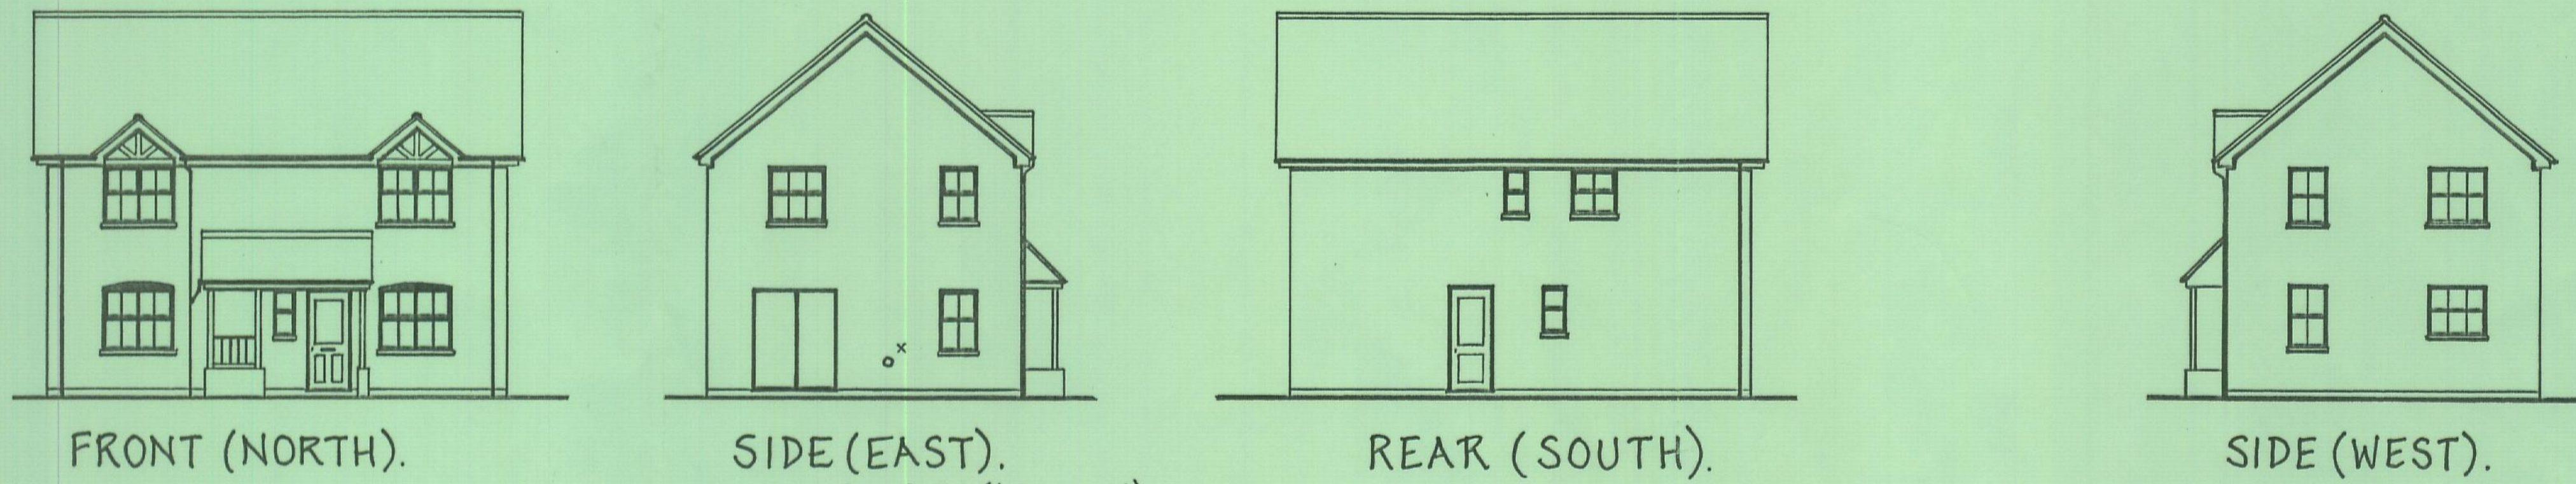 FRONT (NORTH).
SIDE (EAST).
REAR (SOUTH).
SIDE (WEST).